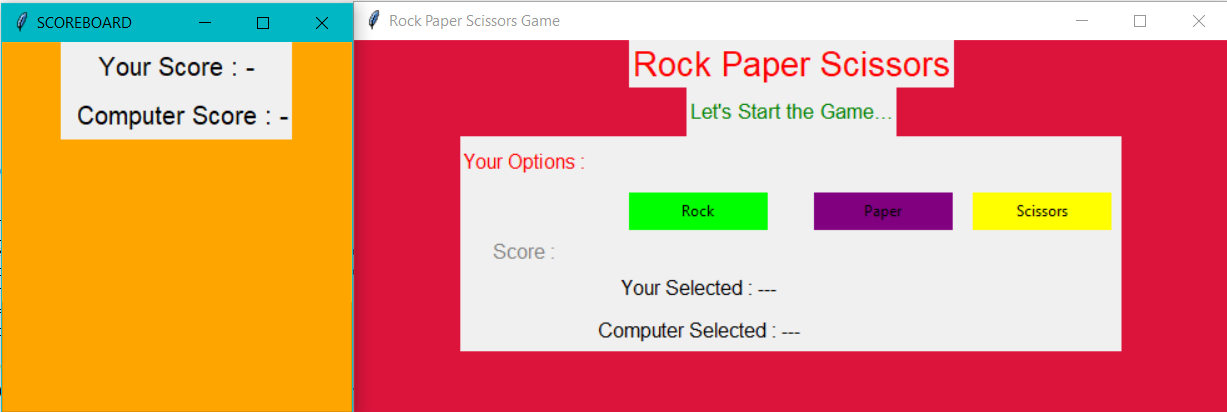 SCOREBOARD
Your Score : -
Computer Score : -
Rock Paper Scissors Game
Rock Paper Scissors
Let's Start the Game...
Your Options :
Rock Paper Scissors
Score :
Your Selected : ---
Computer Selected : ---